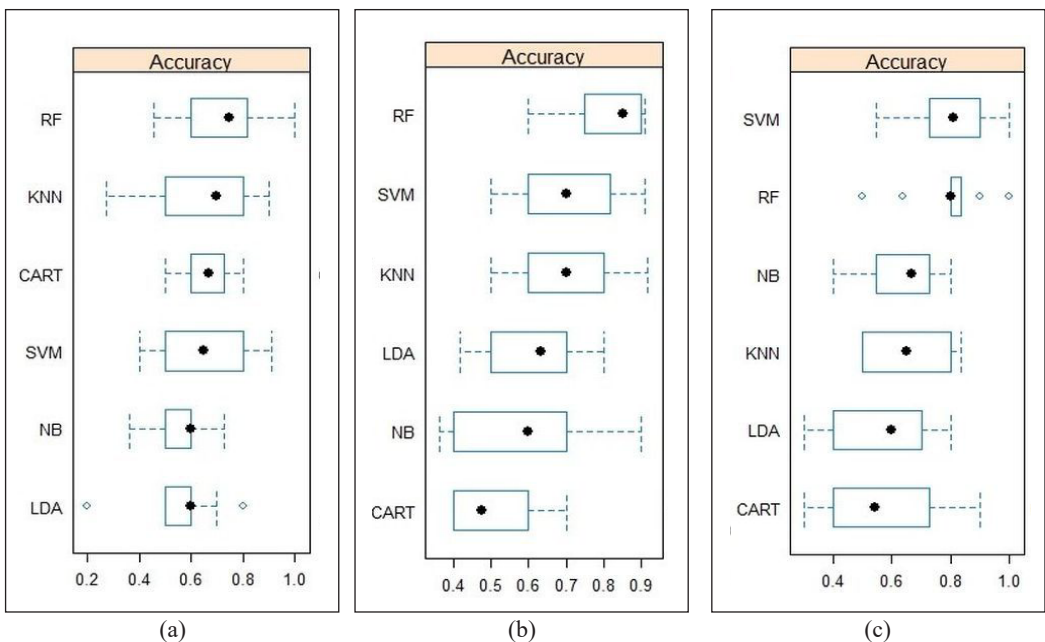 Accuracy
RF
KNN
CART
SVM
NB
LDA
0.2 0.4 0.6 0.8 1.0
(a)
Accuracy
RF
SVM
KNN
LDA
NB
CART
0.4 0.5 0.6 0.7 0.8 0.9
(b)
Accuracy
SVM
RF
NB
KNN
LDA
CART
0.4 0.6 0.8 1.0
(c)